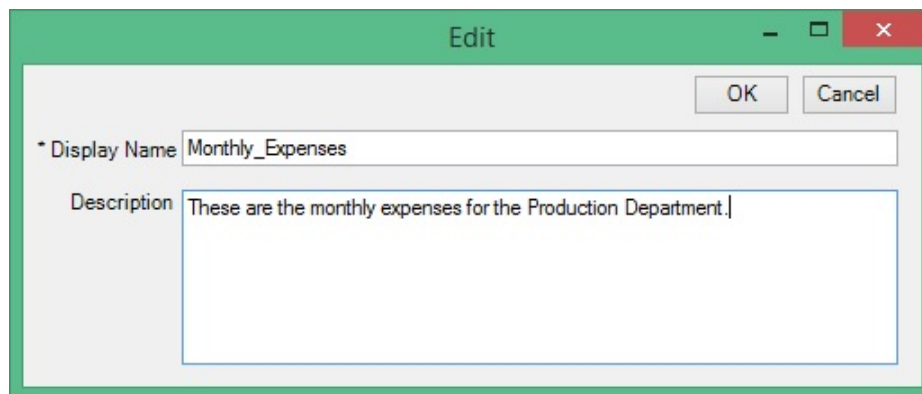 Edit
OK Cancel
* Display Name Monthly_Expenses
Description These are the monthly expenses for the Production Department.